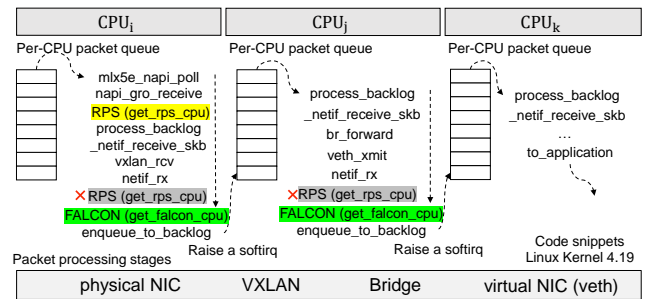 CPUi
CPUj
CPUk
Per-CPU packet queue
Per-CPU packet queue
Per-CPU packet queue
mlx5e_napi_poll
napi_gro_receive
RPS (get_rps_cpu)
process_backlog
_netif_receive_skb
vxlan_rcv
netif_rx
✕ RPS (get_rps_cpu)
FALCON (get_falcon_cpu)
enqueue_to_backlog
Raise a softirq
process_backlog
_netif_receive_skb
br_forward
veth_xmit
netif_rx
✕ RPS (get_rps_cpu)
FALCON (get_falcon_cpu)
enqueue_to_backlog
Raise a softirq
process_backlog
_netif_receive_skb
…
to_application
Code snippets
Linux Kernel 4.19
Packet processing stages
physical NIC VXLAN Bridge virtual NIC (veth)